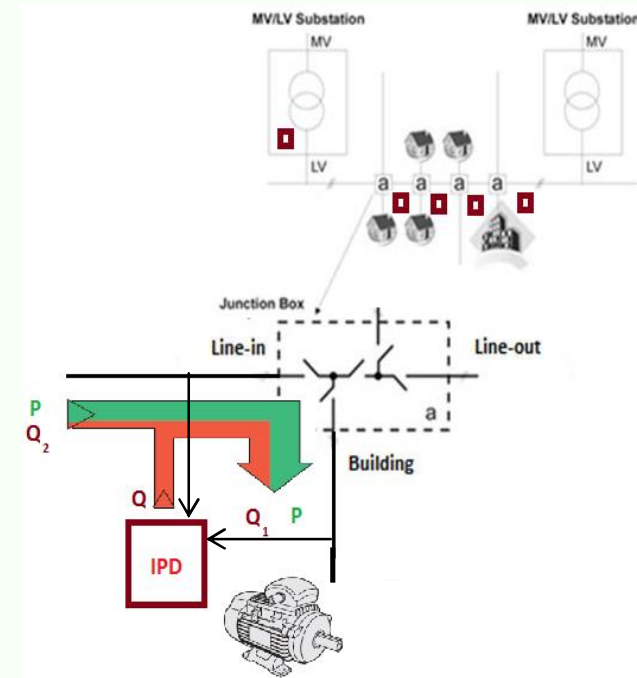 MV/LV Substation
MV/LV Substation
MV
MV
LV
LV
a a a a
Junction Box
Line-in
Line-out
a
P
Q2
Building
Q
Q1 P
IPD